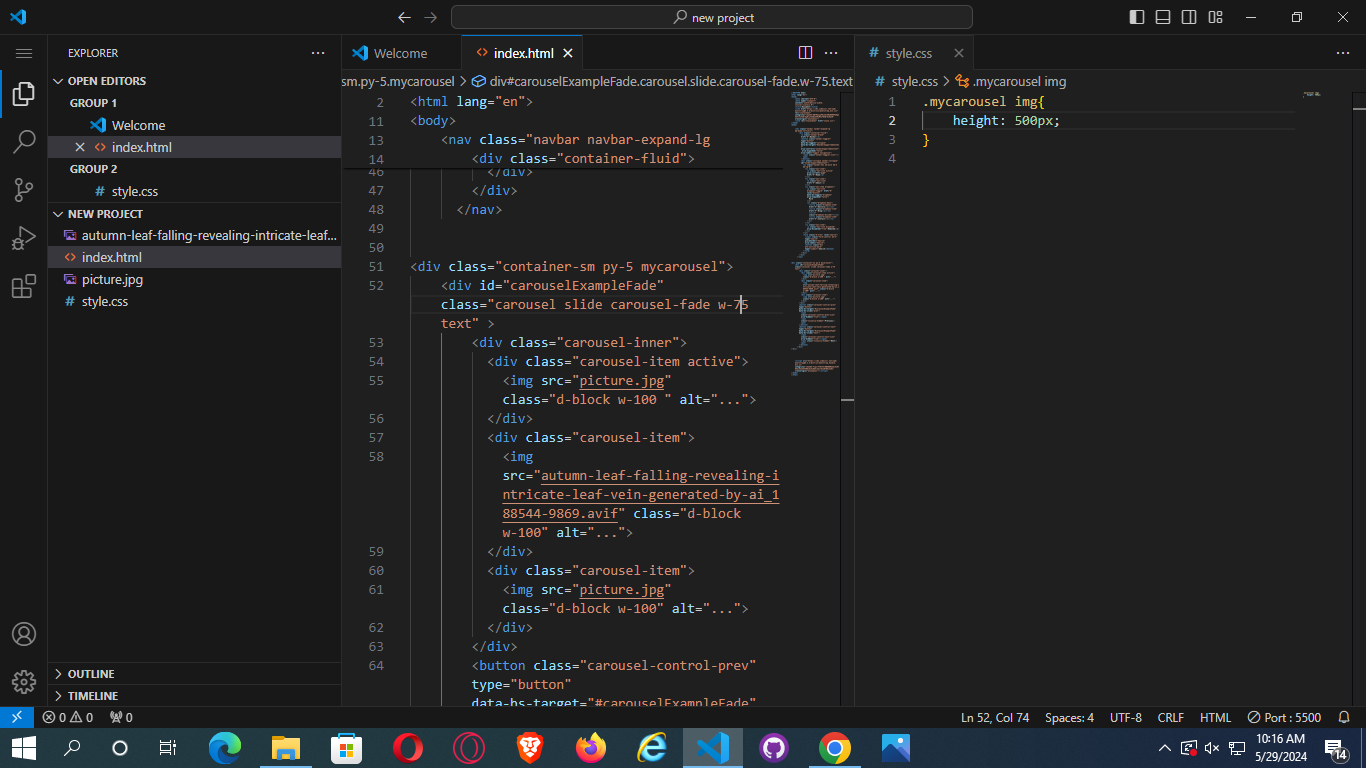 new project
EXPLORER
OPEN EDITORS
GROUP 1
Welcome
index.html
GROUP 2
style.css
NEW PROJECT
autumn-leaf-falling-revealing-intricate-leaf...
index.html
picture.jpg
style.css
OUTLINE
TIMELINE
Welcome
index.html
sm.py-5.mycarousel > div#carouselExampleFade.carousel.slide.carousel-fade.w-75.text
2 <html lang="en">
11 <body>
13 <nav class="navbar navbar-expand-lg
14 <div class="container-fluid">
46 </div>
47 </div>
48 </nav>
49
50
51 <div class="container-sm py-5 mycarousel">
52 <div id="carouselExampleFade"
class="carousel slide carousel-fade w-75
text" >
53 <div class="carousel-inner">
54 <div class="carousel-item active">
55 <img src="picture.jpg"
class="d-block w-100 " alt="...">
56 </div>
57 <div class="carousel-item">
58 <img
src="autumn-leaf-falling-revealing-i
ntricate-leaf-vein-generated-by-ai_1
88544-9869.avif" class="d-block
w-100" alt="...">
59 </div>
60 <div class="carousel-item">
61 <img src="picture.jpg"
class="d-block w-100" alt="...">
62 </div>
63 </div>
64 <button class="carousel-control-prev"
type="button"
data-bs-target="#carouselExampleFade"
style.css
style.css > .mycarousel img
1 .mycarousel img{
2 height: 500px;
3 }
4
0 0 0
Ln 52, Col 74 Spaces: 4 UTF-8 CRLF HTML Port : 5500
10:16 AM
5/29/2024
14